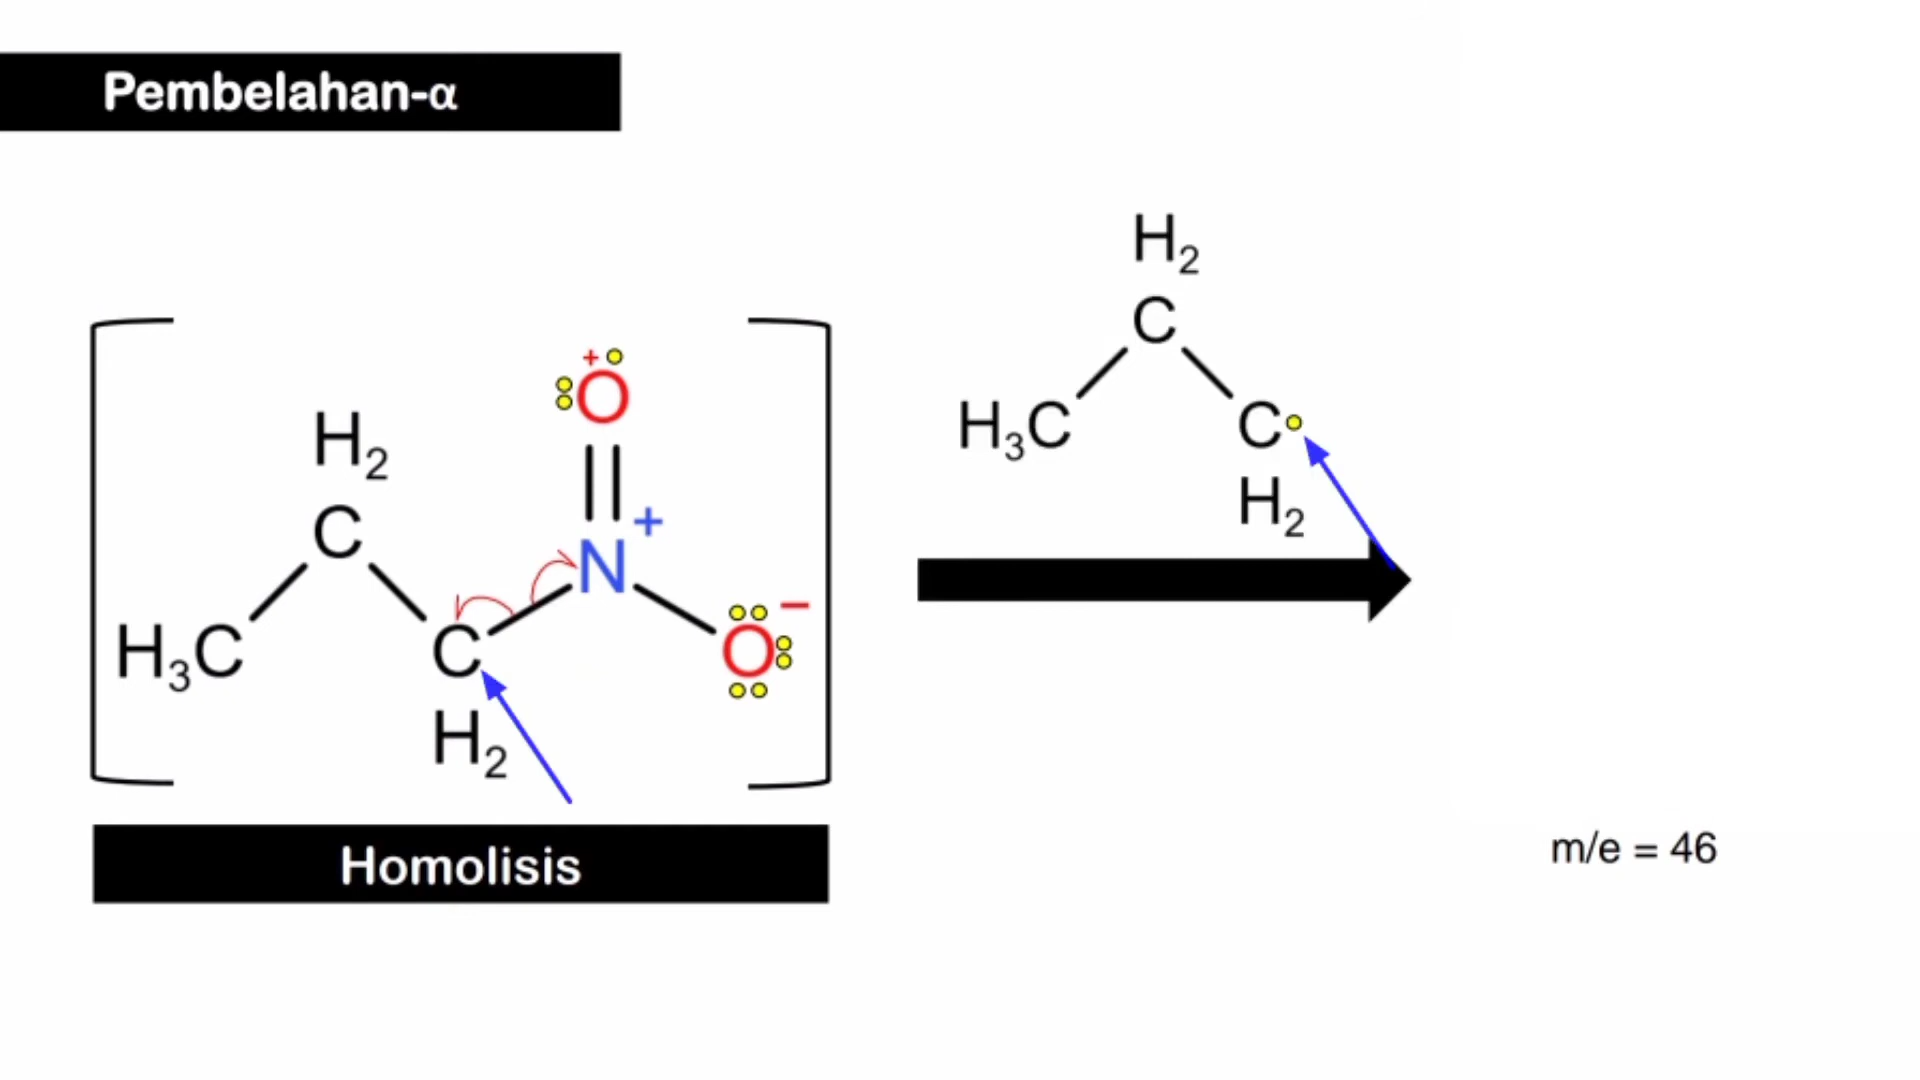 Pembelahan-α
H₂
C
H₃C
C
H₂
O
+
N
+
O
−
H₂
C
H₃C
C
H₂
Homolisis
m/e = 46